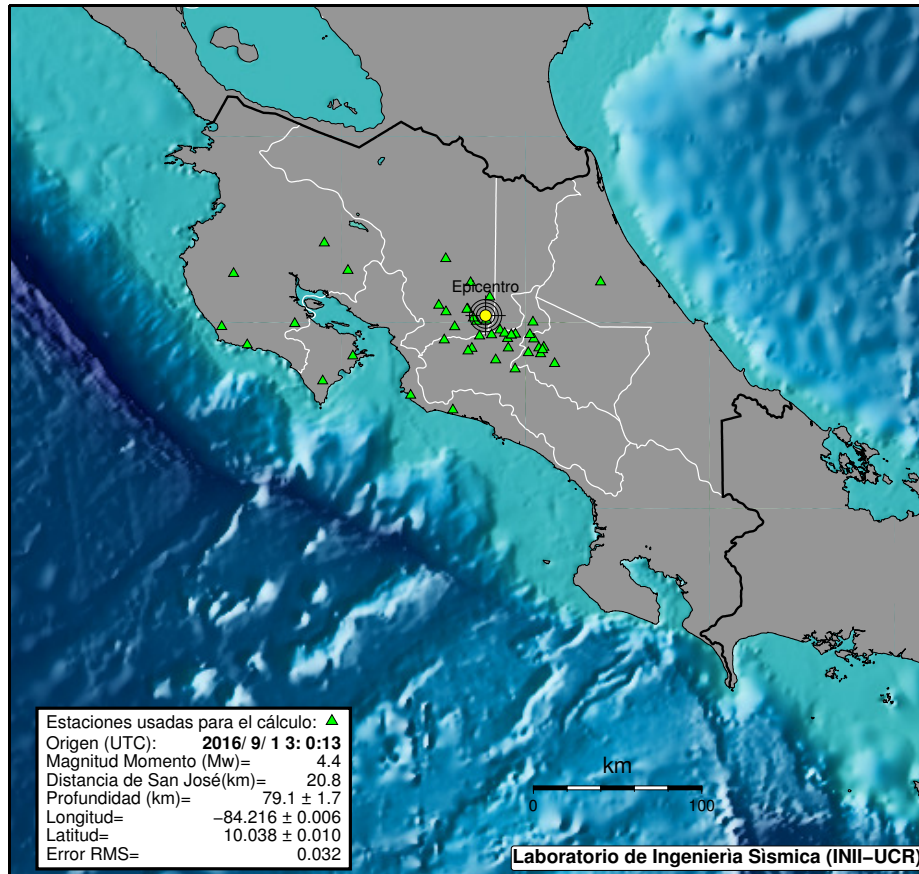 Epicentro
Estaciones usadas para el cálculo:
Origen (UTC): 2016/ 9/ 1 3: 0:13
Magnitud Momento (Mw)= 4.4
Distancia de San José(km)= 20.8
Profundidad (km)= 79.1 ± 1.7
Longitud= −84.216 ± 0.006
Latitud= 10.038 ± 0.010
Error RMS= 0.032
km
0 100
Laboratorio de Ingenierìa Sìsmica (INII−UCR)